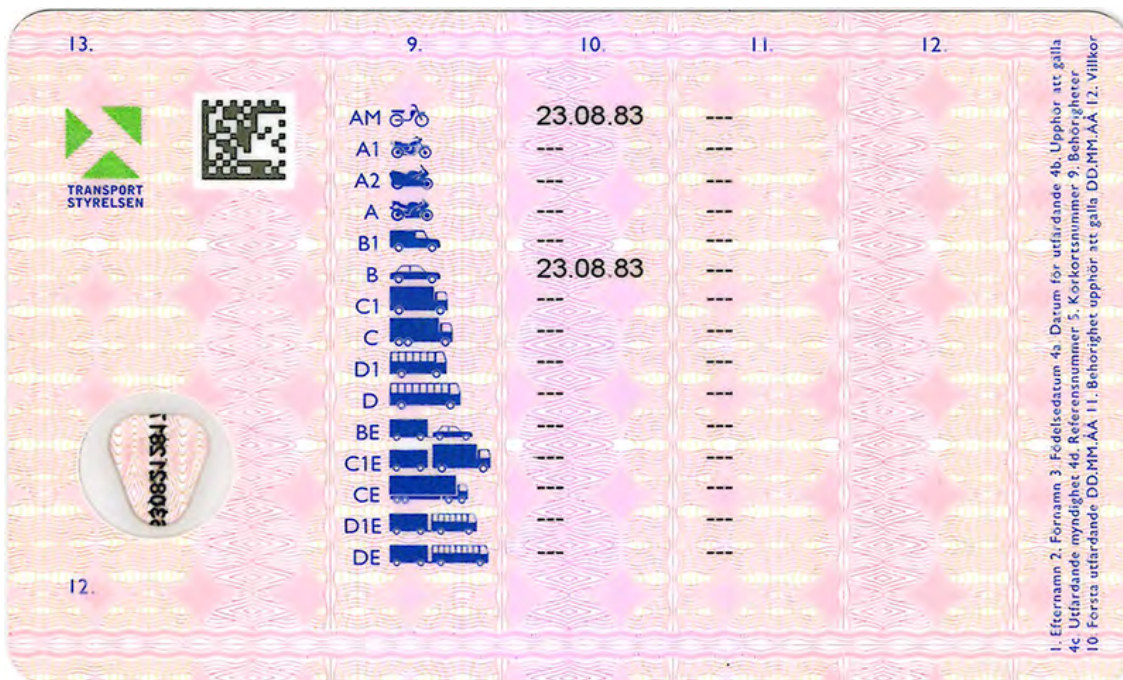 13. 9. 10. 11. 12.
TRANSPORT
STYRELSEN
AM 23.08.83 ---
A1 --- ---
A2 --- ---
A --- ---
B1 --- ---
B 23.08.83 ---
C1 --- ---
C --- ---
D1 --- ---
D --- ---
BE --- ---
C1E --- ---
CE --- ---
D1E --- ---
DE --- ---
12.
1. Efternamn 2. Förnamn 3. Födelsedatum 4a. Datum för utfärdande 4b. Upphör att gälla
4c. Utfärdande myndighet 4d. Referensnummer 5. Körkortsnummer 9. Behörigheter
10. Första utfärdande DD.MM.ÅÅ 11. Behörighet upphör att gälla DD.MM.ÅÅ 12. Villkor